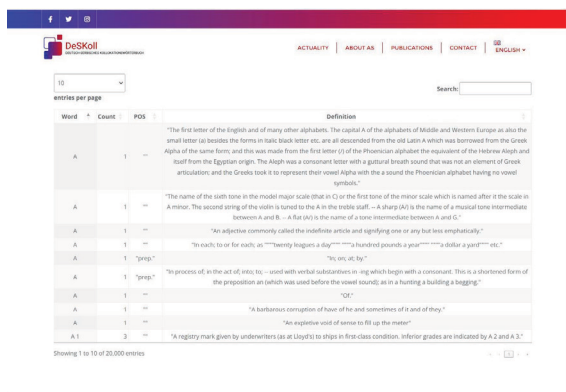 DeSKoll
DEUTSCH-SERBISCHES KOLLOKATIONSWÖRTERBUCH
ACTUALITY
ABOUT AS
PUBLICATIONS
CONTACT
ENGLISH
10
entries per page
Search:
Word Count POS Definition
"The first letter of the English and of many other alphabets. The capital A of the alphabets of Middle and Western Europe as also the
small letter (a) besides the forms in Italic black letter etc. are all descended from the old Latin A which was borrowed from the Greek
Alpha of the same form; and this was made from the first letter (/) of the Phoenician alphabet the equivalent of the Hebrew Aleph and
A 1 "" itself from the Egyptian origin. The Aleph was a consonant letter with a guttural breath sound that was not an element of Greek
articulation; and the Greeks took it to represent their vowel Alpha with the a sound the Phoenician alphabet having no vowel
symbols."
"The name of the sixth tone in the model major scale (that in C) or the first tone of the minor scale which is named after it the scale in
A 1 "" A minor. The second string of the violin is tuned to the A in the treble staff. -- A sharp (A/) is the name of a musical tone intermediate
between A and B. -- A flat (A/) is the name of a tone intermediate between A and G."
A 1 "" "An adjective commonly called the indefinite article and signifying one or any but less emphatically."
A 1 "" "In each; to or for each; as """"twenty leagues a day"""" """"a hundred pounds a year"""" """"a dollar a yard"""" etc."
A 1 "prep." "In; on; at; by."
A 1 "prep." "In process of; in the act of; into; to; -- used with verbal substantives in -ing which begin with a consonant. This is a shortened form of
the preposition an (which was used before the vowel sound); as in a hunting a building a begging."
A 1 "" "Of."
A 1 "" "A barbarous corruption of have of he and sometimes of it and of they."
A 1 "" "An expletive void of sense to fill up the meter"
A 1 3 "" "A registry mark given by underwriters (as at Lloyd's) to ships in first-class condition. Inferior grades are indicated by A 2 and A 3."
Showing 1 to 10 of 20,000 entries
1